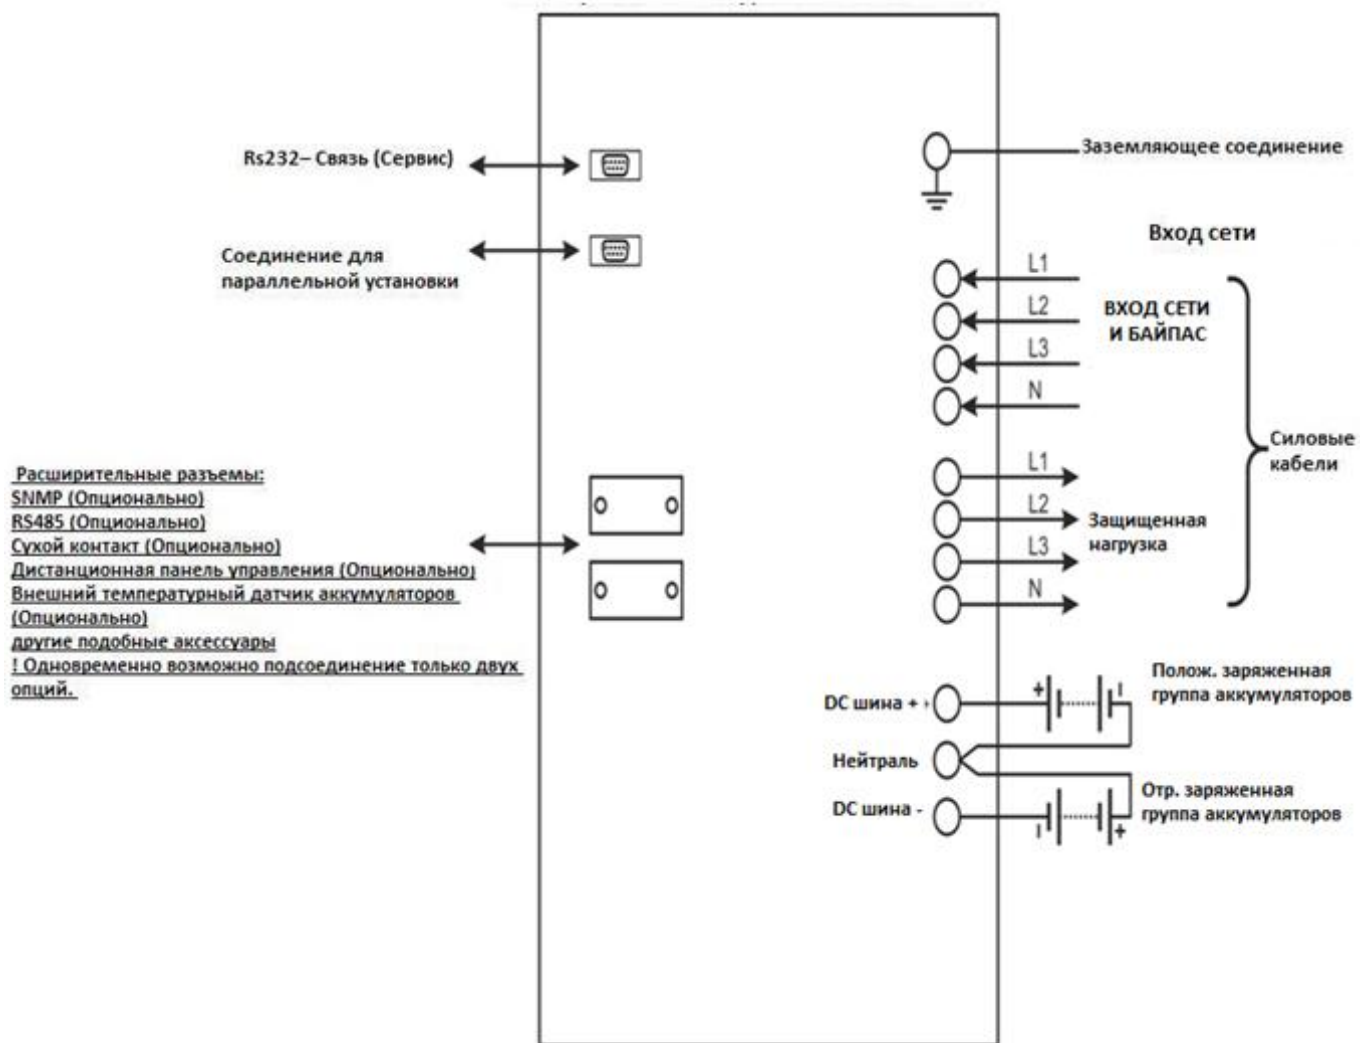 Rs232– Связь (Сервис)
Соединение для
параллельной установки
Расширительные разъемы:
SNMP (Опционально)
RS485 (Опционально)
Сухой контакт (Опционально)
Дистанционная панель управления (Опционально)
Внешний температурный датчик аккумуляторов
(Опционально)
другие подобные аксессуары
! Одновременно возможно подсоединение только двух
опций.
Заземляющее соединение
Вход сети
L1
L2
L3
N
ВХОД СЕТИ
И БАЙПАС
Силовые
кабели
L1
L2
L3
N
Защищенная
нагрузка
DC шина +
Нейтраль
DC шина -
+
-
Полож. заряженная
группа аккумуляторов
Отр. заряженная
группа аккумуляторов
-
+